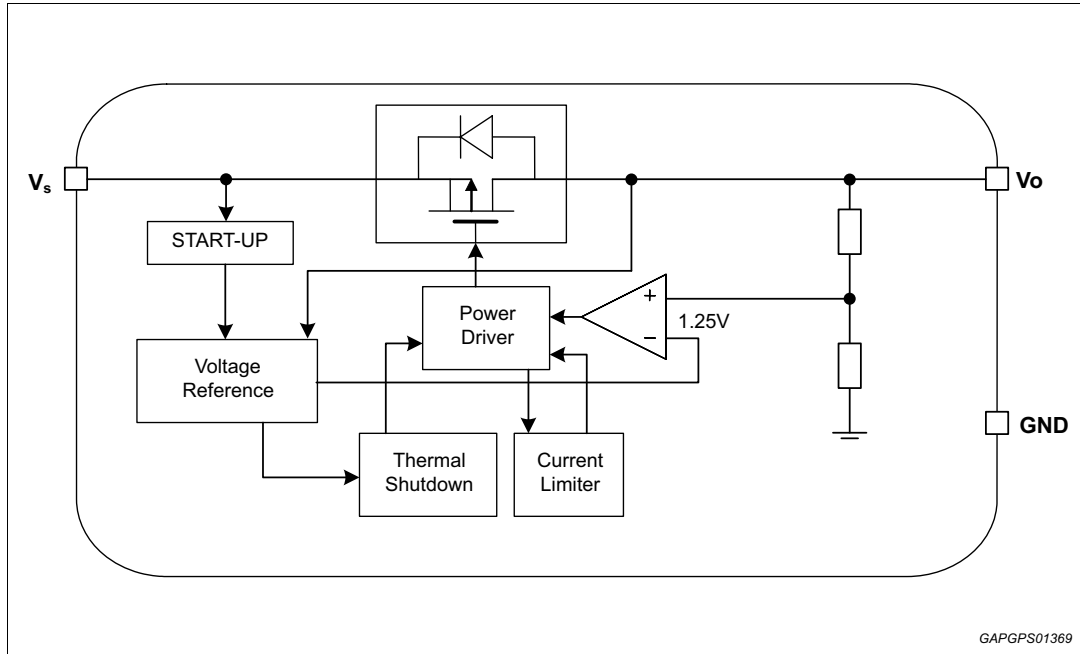 Vs
Vo
START-UP
Power
Driver
+
1.25V
−
Voltage
Reference
GND
Thermal
Shutdown
Current
Limiter
GAPGPS01369